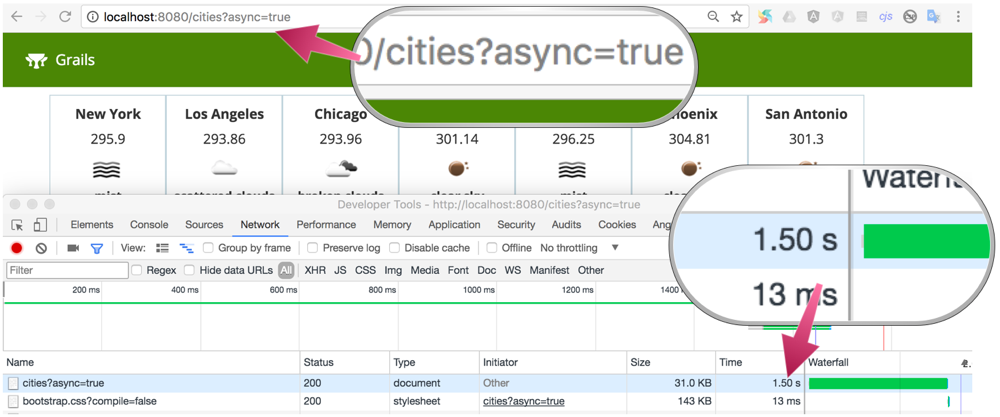 localhost:8080/cities?async=true
cjs
0/cities?async=true
Grails
New York Los Angeles Chicago hoenix San Antonio
295.9 293.86 293.96 301.14 296.25 304.81 301.3
mist scattered clouds broken clouds clear sky mist
Developer Tools - http://localhost:8080/cities?async=true
Elements Console Sources Network Performance Memory Application Security Audits Cookies Ang
View: Group by frame Preserve log Disable cache Offline No throttling
Filter Regex Hide data URLs All XHR JS CSS Img Media Font Doc WS Manifest Other
200 ms 400 ms 600 ms 800 ms 1000 ms 1200 ms 1400 ms
Waterfa
1.50 s
13 ms
Name Status Type Initiator Size Time Waterfall
cities?async=true 200 document Other 31.0 KB 1.50 s
bootstrap.css?compile=false 200 stylesheet cities?async=true 143 KB 13 ms